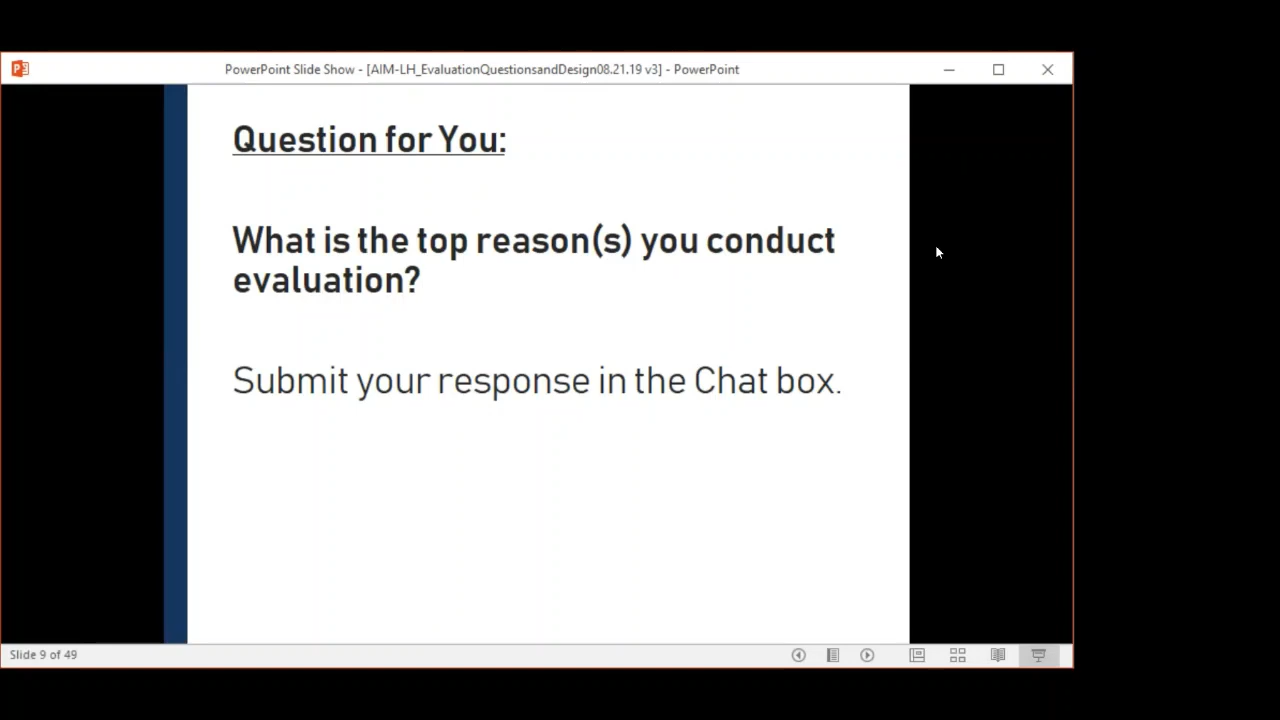 PowerPoint Slide Show - [AIM-LH_EvaluationQuestionsandDesign08.21.19 v3] - PowerPoint
Question for You:
What is the top reason(s) you conduct
evaluation?
Submit your response in the Chat box.
Slide 9 of 49